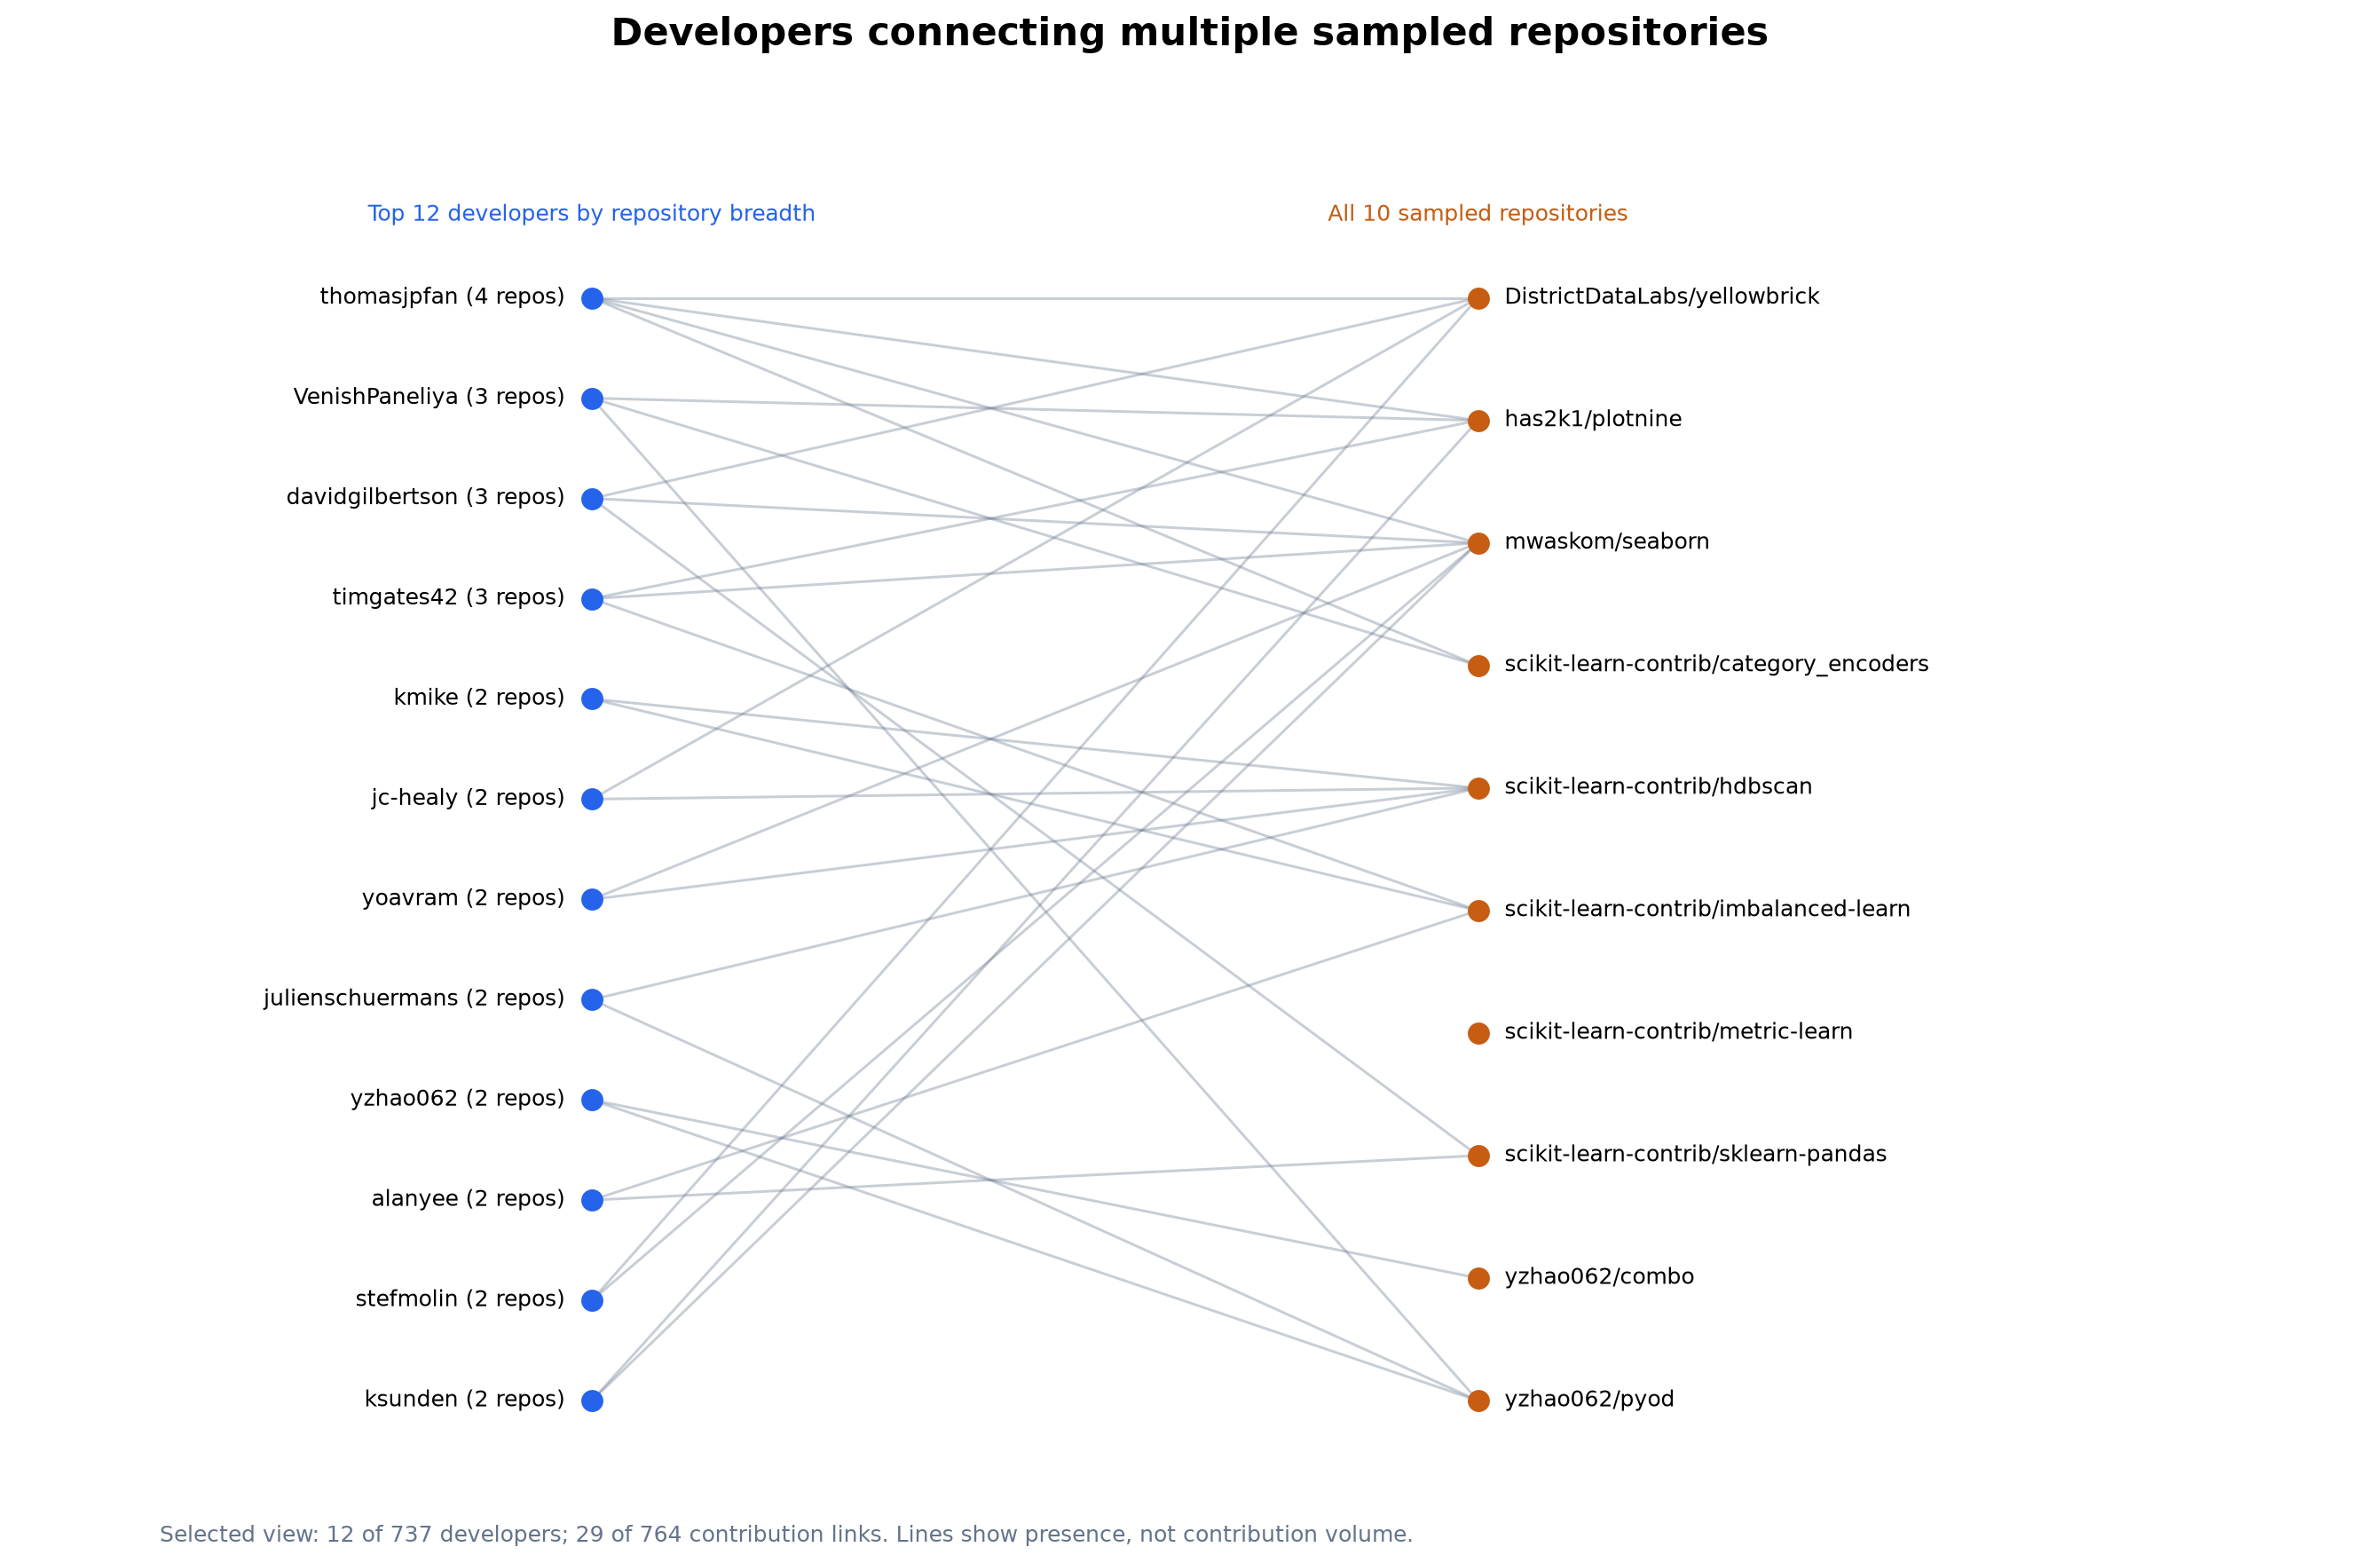 Developers connecting multiple sampled repositories
Top 12 developers by repository breadth
All 10 sampled repositories
thomasjpfan (4 repos)
VenishPaneliya (3 repos)
davidgilbertson (3 repos)
timgates42 (3 repos)
kmike (2 repos)
jc-healy (2 repos)
yoavram (2 repos)
julienschuermans (2 repos)
yzhao062 (2 repos)
alanyee (2 repos)
stefmolin (2 repos)
ksunden (2 repos)
DistrictDataLabs/yellowbrick
has2k1/plotnine
mwaskom/seaborn
scikit-learn-contrib/category_encoders
scikit-learn-contrib/hdbscan
scikit-learn-contrib/imbalanced-learn
scikit-learn-contrib/metric-learn
scikit-learn-contrib/sklearn-pandas
yzhao062/combo
yzhao062/pyod
Selected view: 12 of 737 developers; 29 of 764 contribution links. Lines show presence, not contribution volume.